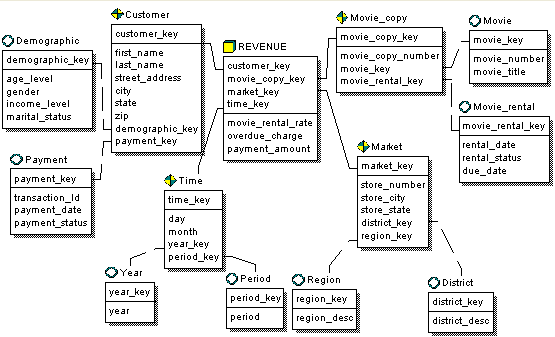 Demographic
demographic_key
age_level
gender
income_level
marital_status
Customer
customer_key
first_name
last_name
street_address
city
state
zip
demographic_key
payment_key
REVENUE
customer_key
movie_copy_key
market_key
time_key
movie_rental_rate
overdue_charge
payment_amount
Movie_copy
movie_copy_key
movie_copy_number
movie_key
movie_rental_key
Movie
movie_key
movie_number
movie_title
Movie_rental
movie_rental_key
rental_date
rental_status
due_date
Payment
payment_key
transaction_Id
payment_date
payment_status
Time
time_key
day
month
year_key
period_key
Market
market_key
store_number
store_city
store_state
district_key
region_key
Year
year_key
year
Period
period_key
period
Region
region_key
region_desc
District
district_key
district_desc